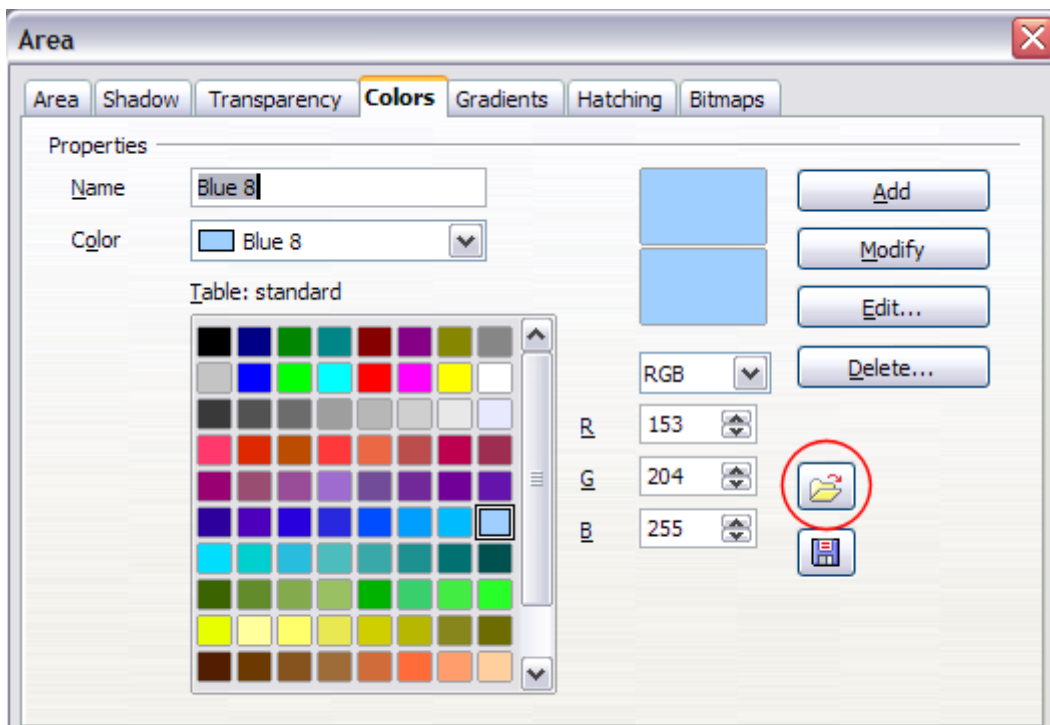 Area
Area Shadow Transparency Colors Gradients Hatching Bitmaps
Properties
Name Blue 8 Add
Color Blue 8 Modify
Table: standard
Edit...
RGB Delete...
R 153
G 204
B 255